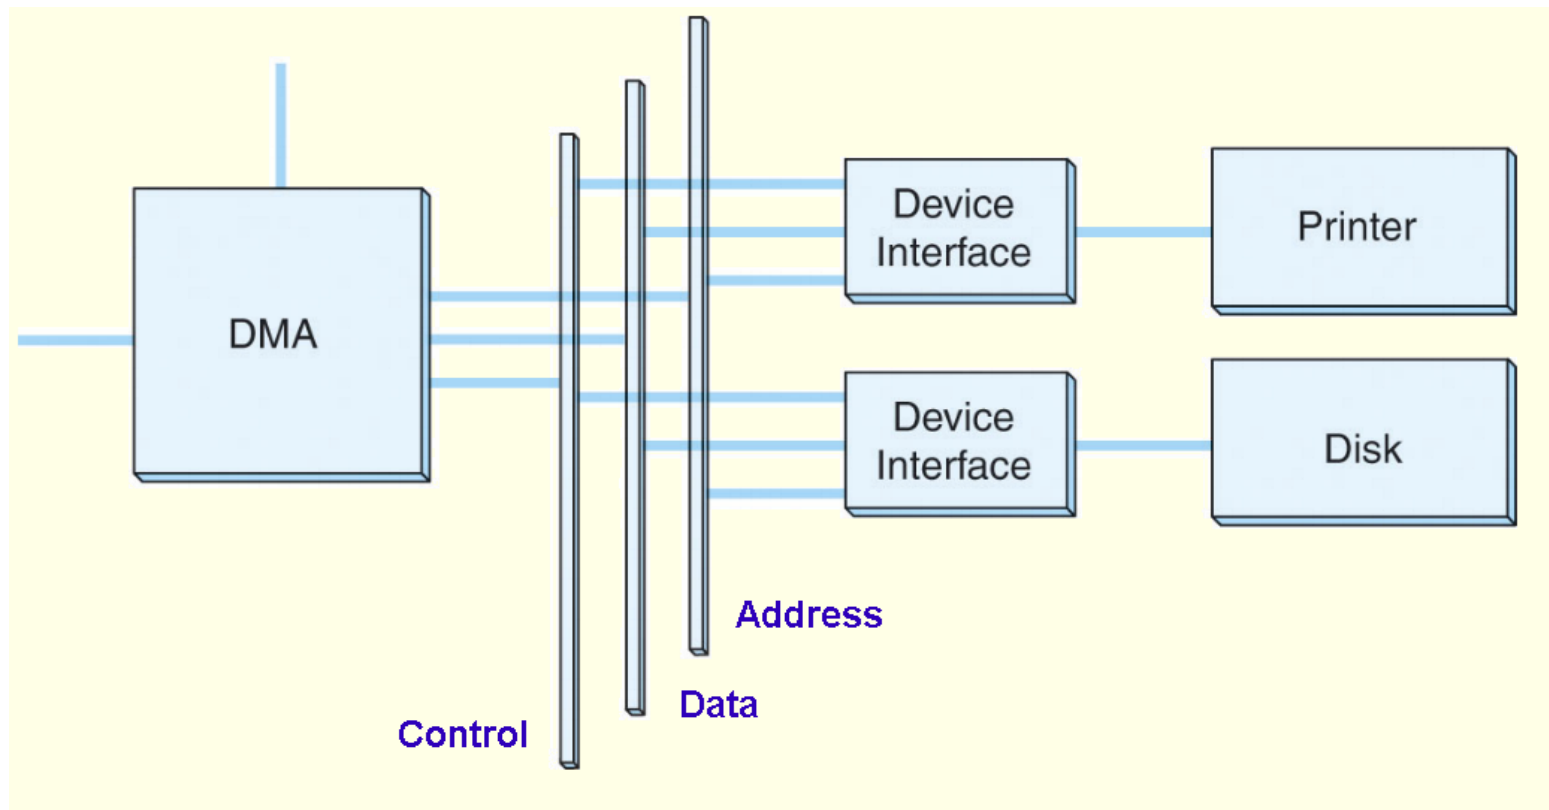 Device
Interface
Printer
DMA
Device
Interface
Disk
Address
Data
Control